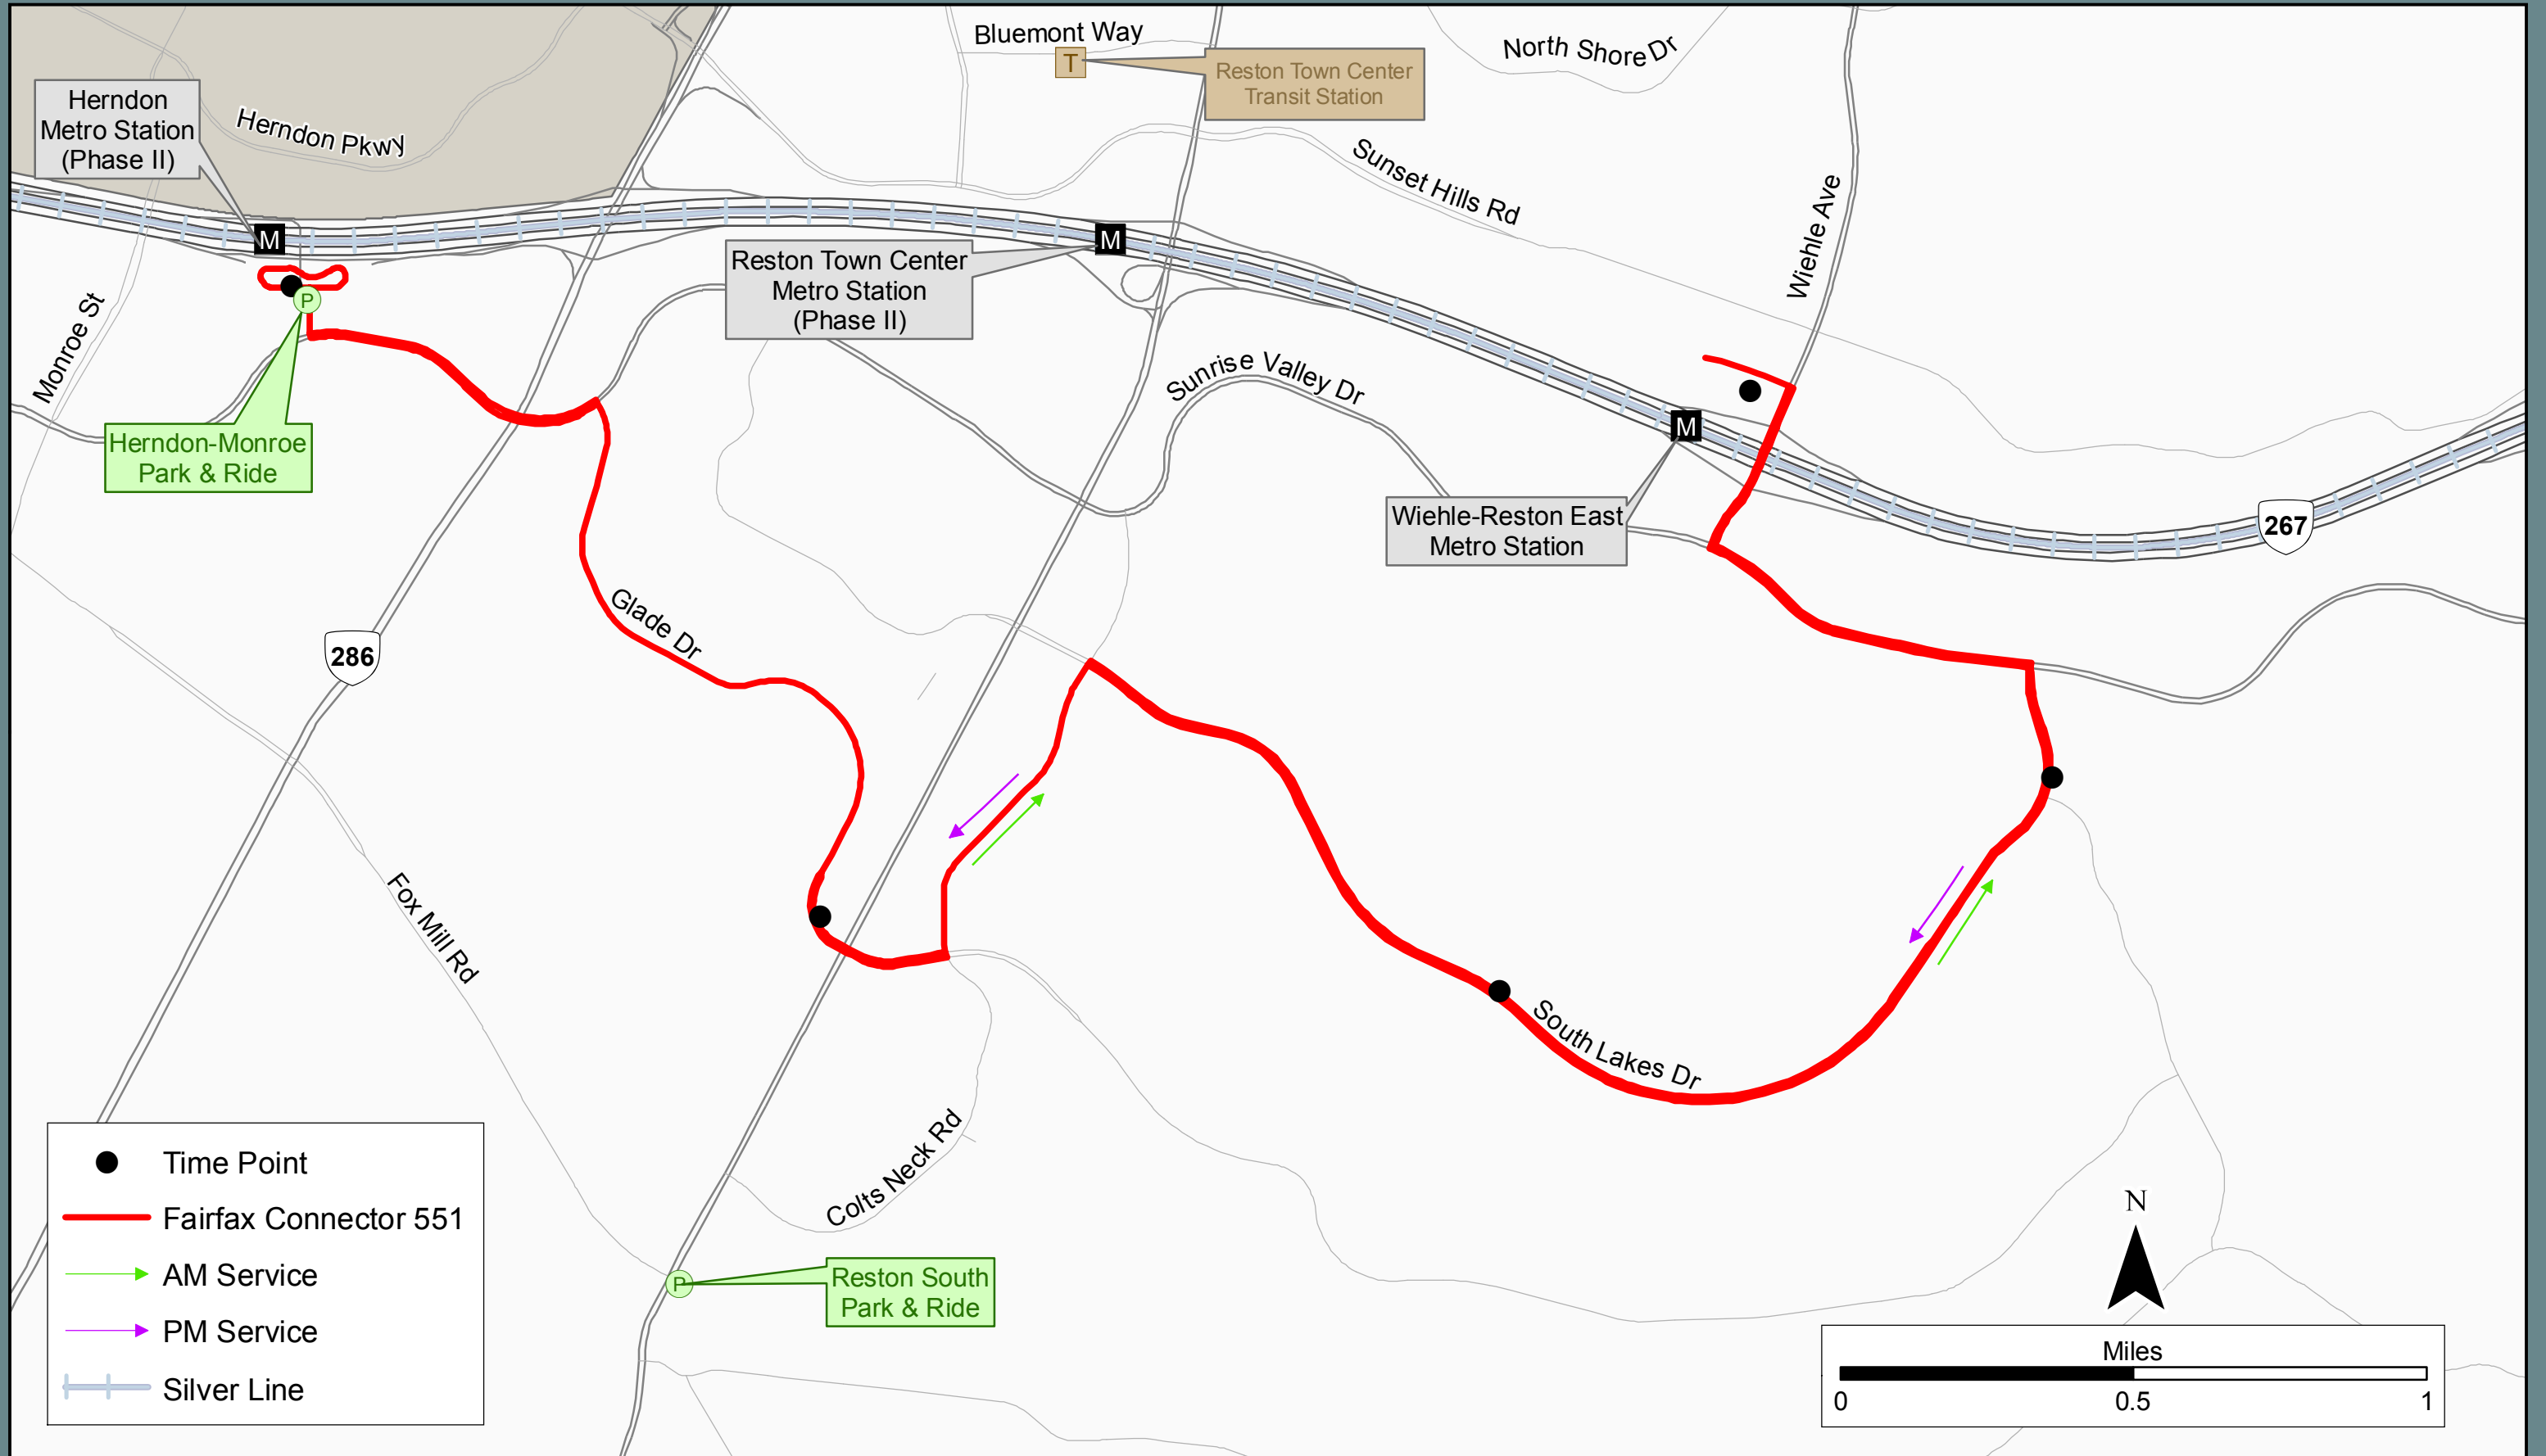 Bluemont Way
T
Reston Town Center
Transit Station
North Shore Dr
Herndon
Metro Station
(Phase II)
Herndon Pkwy
Sunset Hills Rd
Wiehle Ave
M
M
Reston Town Center
Metro Station
(Phase II)
P
Monroe St
Sunrise Valley Dr
M
Herndon-Monroe
Park & Ride
Wiehle-Reston East
Metro Station
267
Glade Dr
286
Fox Mill Rd
South Lakes Dr
Colts Neck Rd
P
Reston South
Park & Ride
Time Point
Fairfax Connector 551
AM Service
PM Service
Silver Line
N
Miles
0 0.5 1